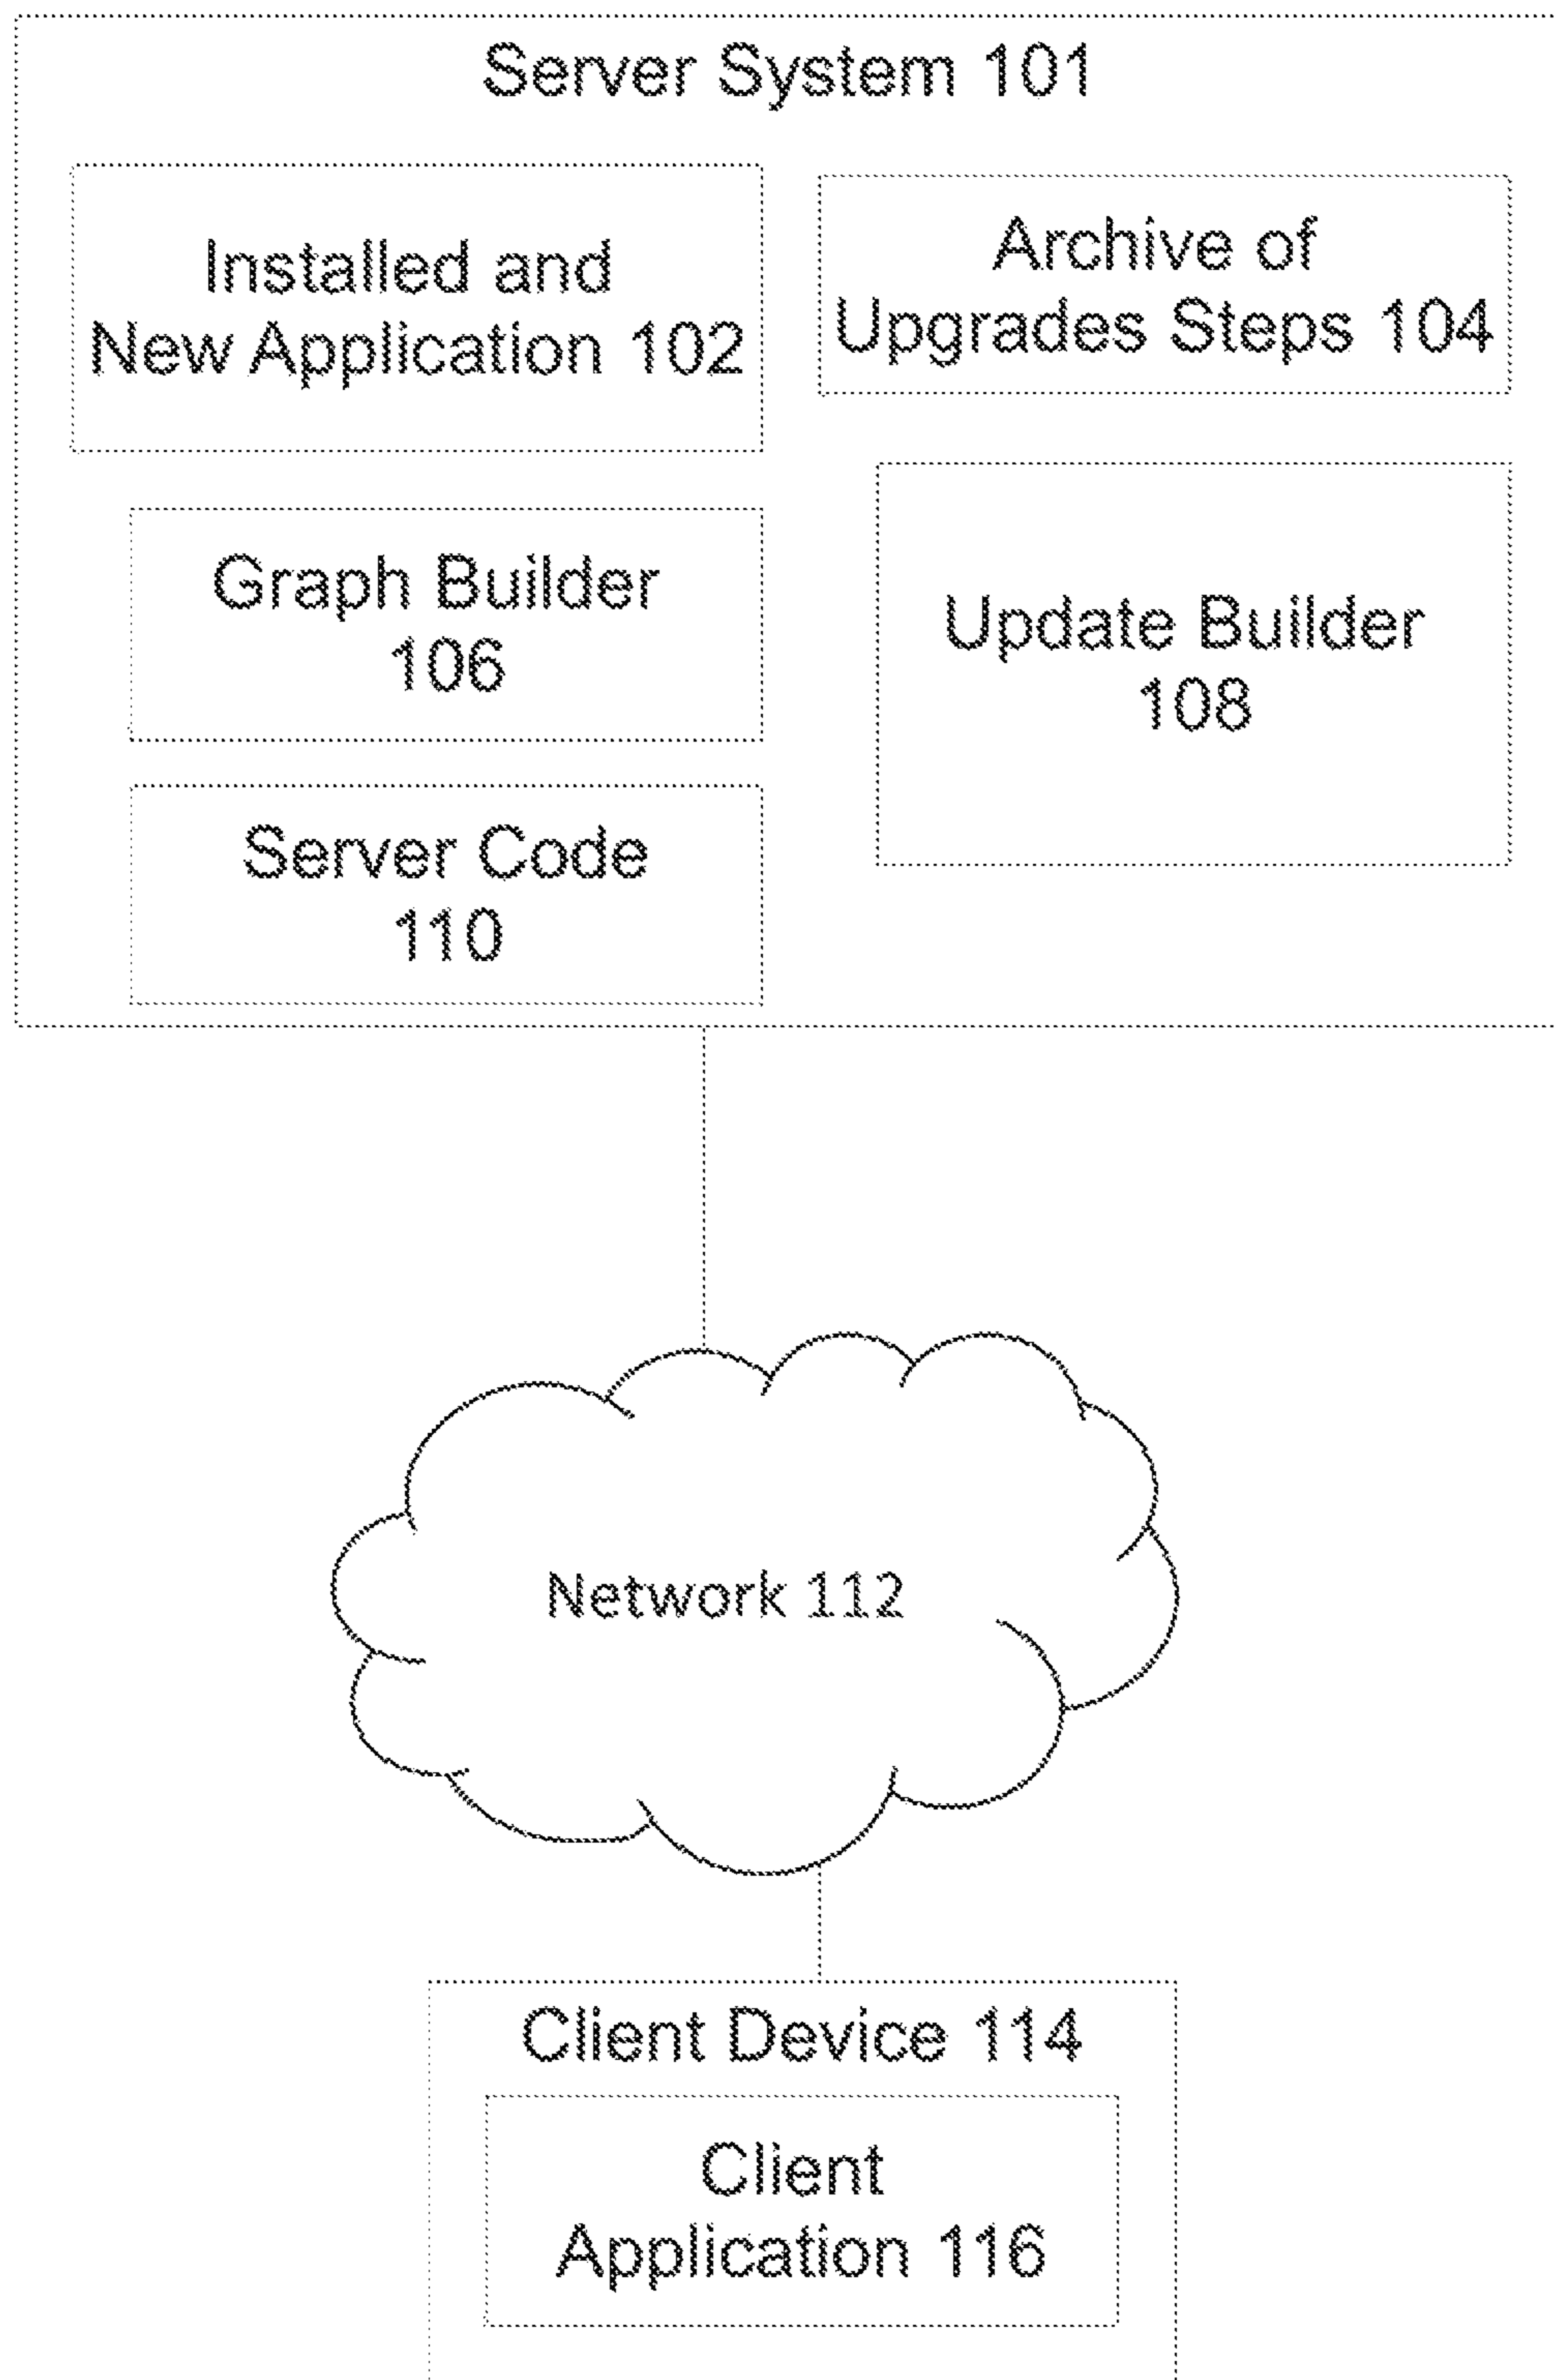 Server System 101
Installed and
New Application 102
Archive of
Upgrades Steps 104
Graph Builder
106
Update Builder
108
Server Code
110
Network 112
Client Device 114
Client
Application 116